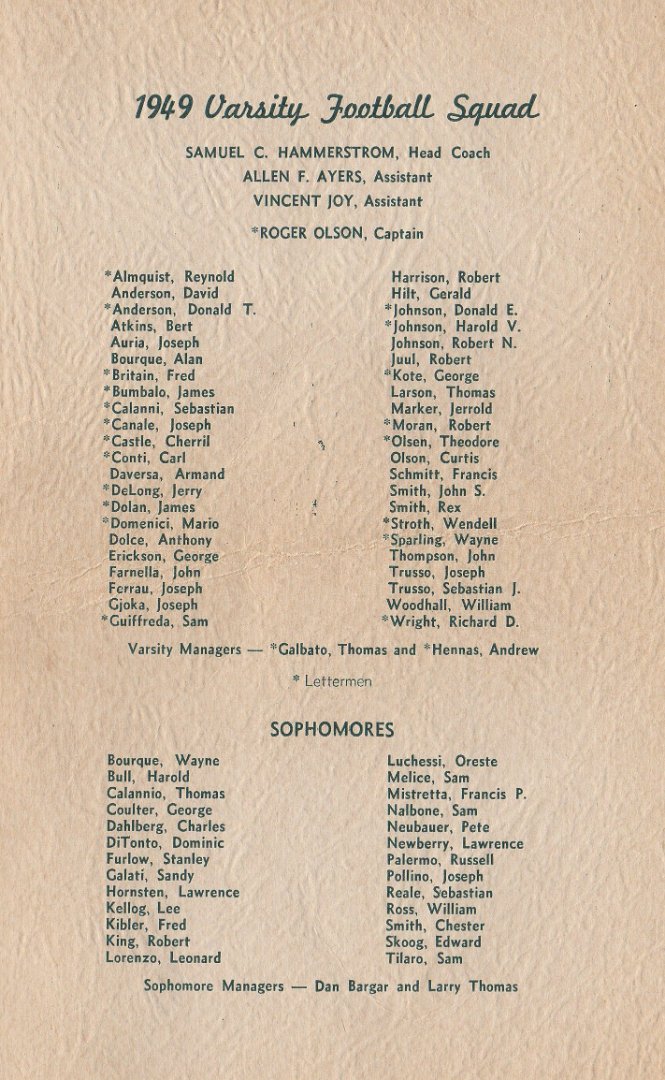 1949 Varsity Football Squad
SAMUEL C. HAMMERSTROM, Head Coach
ALLEN F. AYERS, Assistant
VINCENT JOY, Assistant
*ROGER OLSON, Captain
*Almquist, Reynold
Anderson, David
*Anderson, Donald T.
Atkins, Bert
Auria, Joseph
Bourque, Alan
*Britain, Fred
*Bumbalo, James
*Calanni, Sebastian
*Canale, Joseph
*Castle, Cherril
*Conti, Carl
Daversa, Armand
*DeLong, Jerry
*Dolan, James
*Domenici, Mario
Dolce, Anthony
Erickson, George
Farnella, John
Ferrau, Joseph
Gjoka, Joseph
*Guiffreda, Sam
Harrison, Robert
Hilt, Gerald
*Johnson, Donald E.
*Johnson, Harold V.
Johnson, Robert N.
Juul, Robert
*Kote, George
Larson, Thomas
Marker, Jerrold
*Moran, Robert
*Olsen, Theodore
Olson, Curtis
Schmitt, Francis
Smith, John S.
Smith, Rex
*Stroth, Wendell
*Sparling, Wayne
Thompson, John
Trusso, Joseph
Trusso, Sebastian J.
Woodhall, William
*Wright, Richard D.
Varsity Managers — *Galbato, Thomas and *Hennas, Andrew
* Lettermen
SOPHOMORES
Bourque, Wayne
Bull, Harold
Calannio, Thomas
Coulter, George
Dahlberg, Charles
DiTonto, Dominic
Furlow, Stanley
Galati, Sandy
Hornsten, Lawrence
Kellog, Lee
Kibler, Fred
King, Robert
Lorenzo, Leonard
Luchessi, Oreste
Melice, Sam
Mistretta, Francis P.
Nalbone, Sam
Neubauer, Pete
Newberry, Lawrence
Palermo, Russell
Pollino, Joseph
Reale, Sebastian
Ross, William
Smith, Chester
Skoog, Edward
Tilaro, Sam
Sophomore Managers — Dan Bargar and Larry Thomas